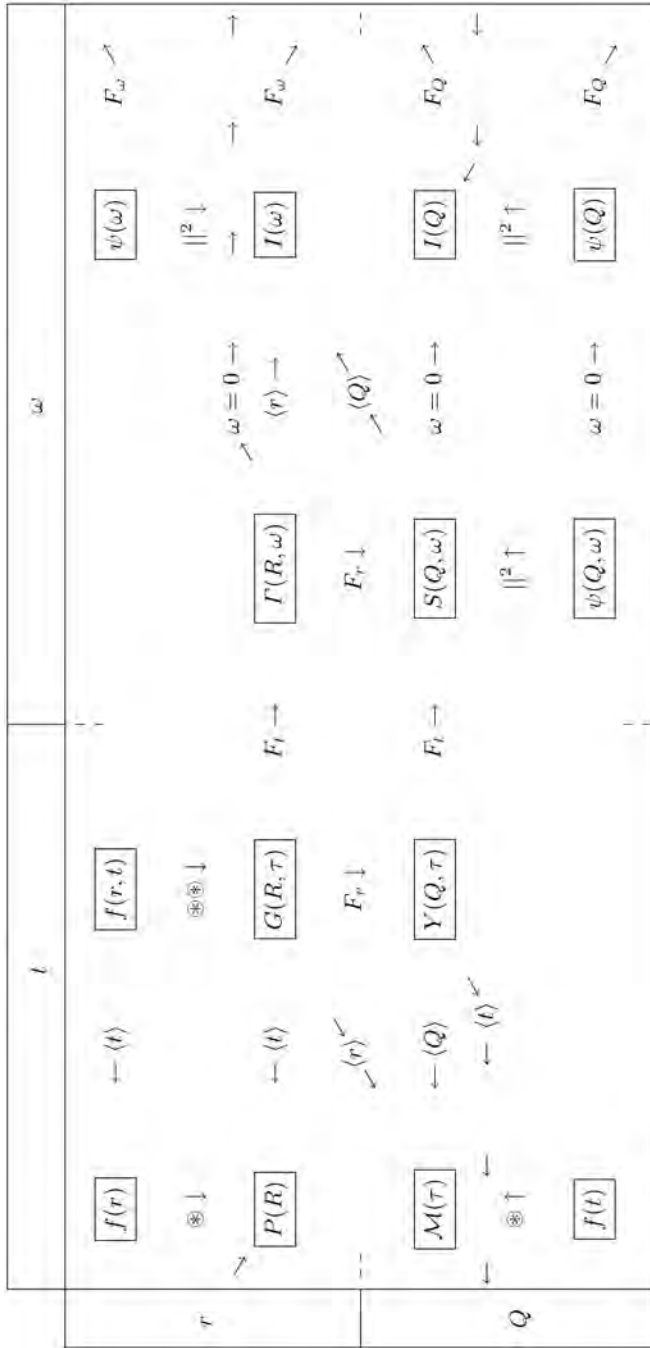 t ω
f(r) ← ⟨t⟩ f(r, t) ψ(ω) F_ω ↗
r ⊛ ↓ ⊛⊛ ↓ ||² ↓
↘ ↗ ω = 0 → → → →
P(R) ← ⟨t⟩ G(R, τ) F_t → Γ(R, ω) ⟨r⟩ → I(ω) F_ω ↘
↙ ⟨r⟩ ↙ F_r ↓ F_r ↓ ↘ ⟨Q⟩ ↘
M(τ) ← ⟨Q⟩ Y(Q, τ) F_t → S(Q, ω) ω = 0 → I(Q) F_Q ↗
← ← ← ⟨t⟩ ↙ ↖ ← ←
Q ⊛ ↑ ||² ↑ ||² ↑
f(t) ψ(Q, ω) ω = 0 → ψ(Q) F_Q ↘